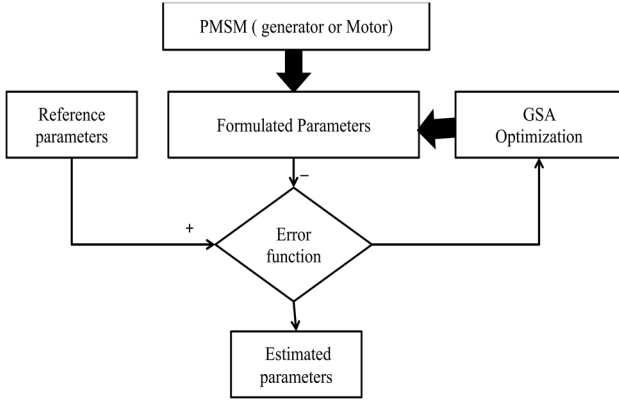 PMSM ( generator or Motor)
Reference
parameters
Formulated Parameters
GSA
Optimization
−
+
Error
function
Estimated
parameters